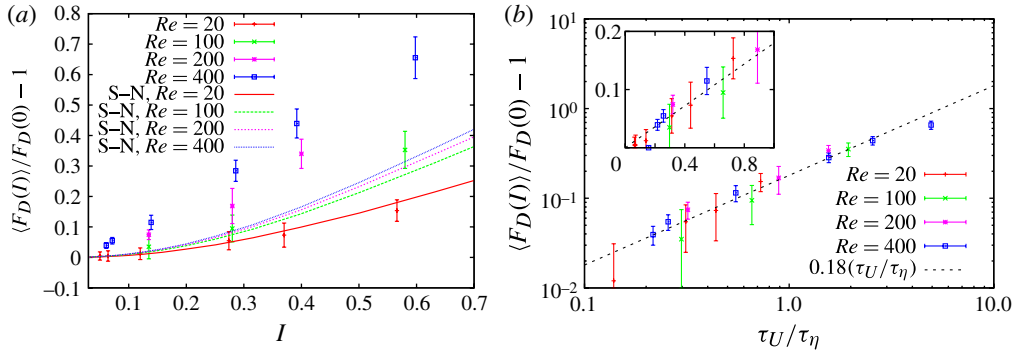 (a)
⟨F_D(I)⟩/F_D(0) − 1
0.8
0.7
0.6
0.5
0.4
0.3
0.2
0.1
0
−0.1
Re = 20
Re = 100
Re = 200
Re = 400
S–N, Re = 20
S–N, Re = 100
S–N, Re = 200
S–N, Re = 400
0.1 0.2 0.3 0.4 0.5 0.6 0.7
I
(b)
⟨F_D(I)⟩/F_D(0) − 1
10^1
10^0
10^−1
10^−2
0.2
0.1
0 0.4 0.8
Re = 20
Re = 100
Re = 200
Re = 400
0.18(τ_U/τ_η)
0.1 1.0 10.0
τ_U/τ_η